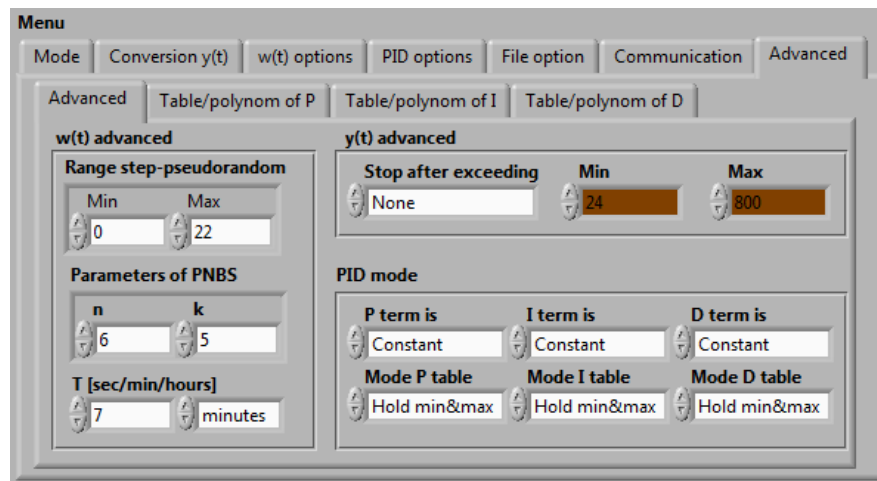 Menu
Mode Conversion y(t) w(t) options PID options File option Communication Advanced
Advanced Table/polynom of P Table/polynom of I Table/polynom of D
w(t) advanced
Range step-pseudorandom
Min Max
0 22
Parameters of PNBS
n k
6 5
T [sec/min/hours]
7 minutes
y(t) advanced
Stop after exceeding Min Max
None 24 800
PID mode
P term is I term is D term is
Constant Constant Constant
Mode P table Mode I table Mode D table
Hold min&max Hold min&max Hold min&max